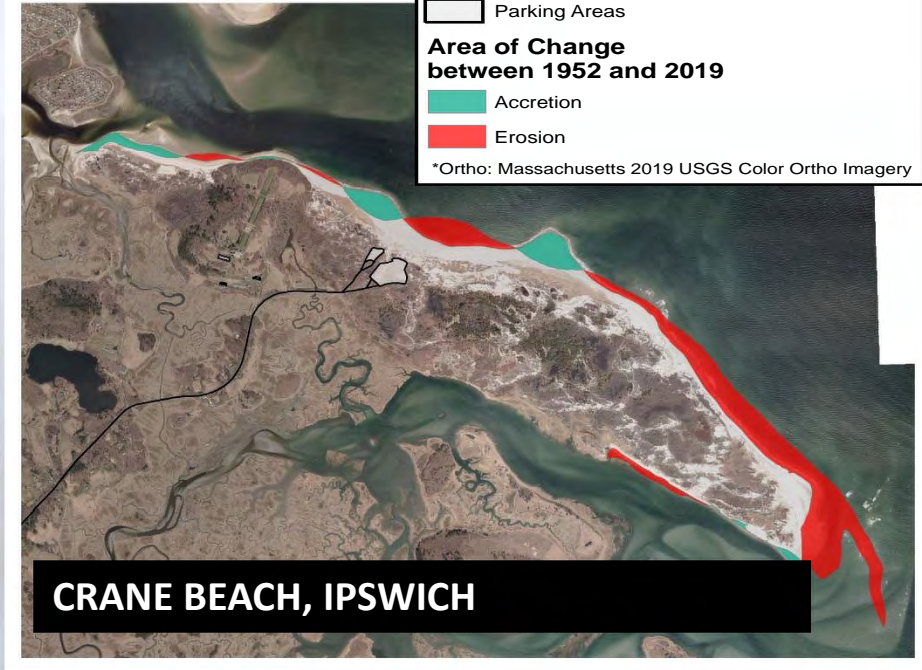 Parking Areas
Area of Change
between 1952 and 2019
Accretion
Erosion
*Ortho: Massachusetts 2019 USGS Color Ortho Imagery
CRANE BEACH, IPSWICH